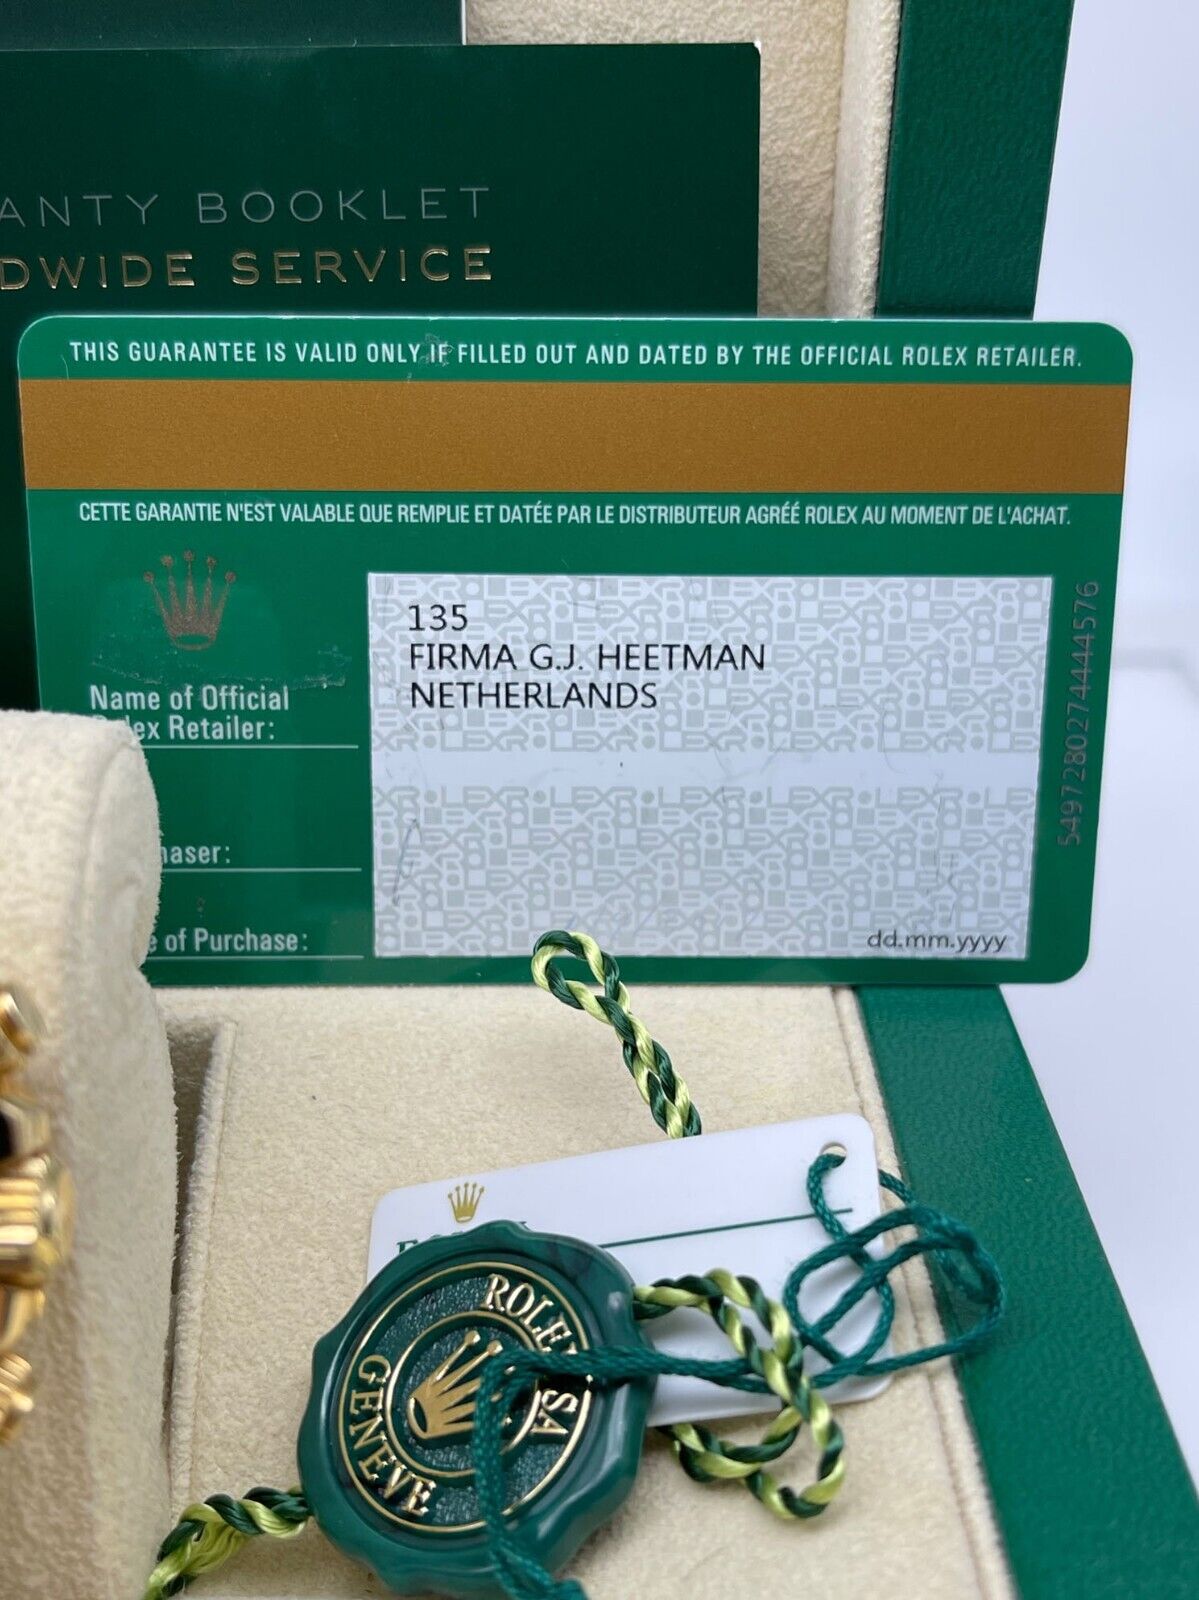 ANTY BOOKLET
DWIDE SERVICE
THIS GUARANTEE IS VALID ONLY IF FILLED OUT AND DATED BY THE OFFICIAL ROLEX RETAILER.
CETTE GARANTIE N'EST VALABLE QUE REMPLIE ET DATÉE PAR LE DISTRIBUTEUR AGRÉÉ ROLEX AU MOMENT DE L'ACHAT.
135
FIRMA G.J. HEETMAN
NETHERLANDS
Name of Official
ex Retailer:
haser:
e of Purchase:
dd.mm.yyyy
5497280274444576
ROLEX SA
GENEVE